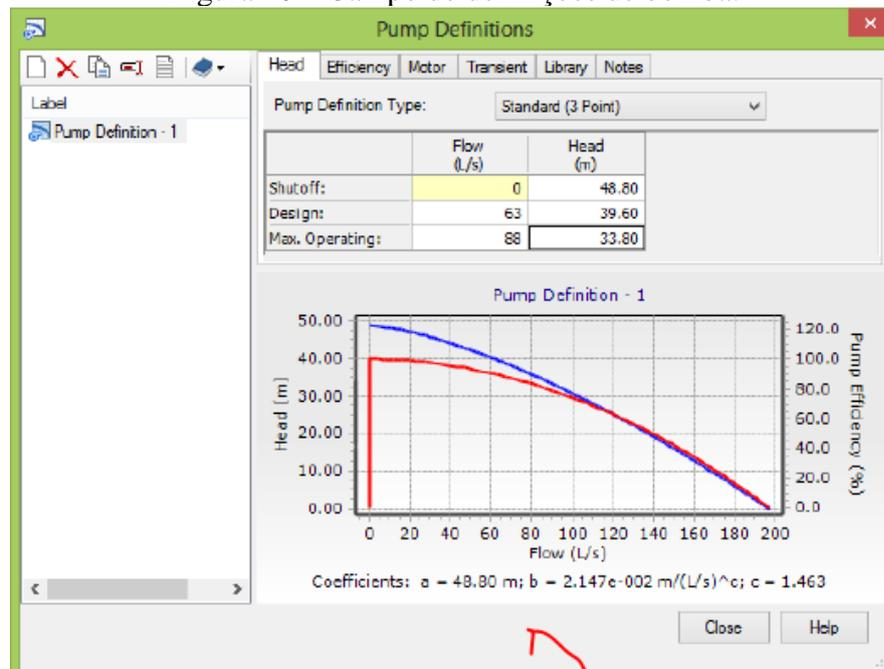 Pump Definitions
Head Efficiency Motor Transient Library Notes
Label
Pump Definition - 1
Pump Definition Type: Standard (3 Point)
Flow (L/s) Head (m)
Shutoff: 0 48.80
Design: 63 39.60
Max. Operating: 88 33.80
Pump Definition - 1
50.00
40.00
30.00
20.00
10.00
0.00
Head (m)
120.0
100.0
80.0
60.0
40.0
20.0
0.0
Pump Efficiency (%)
0 20 40 60 80 100 120 140 160 180 200
Flow (L/s)
Coefficients: a = 48.80 m; b = 2.147e-002 m/(L/s)^c; c = 1.463
Close Help